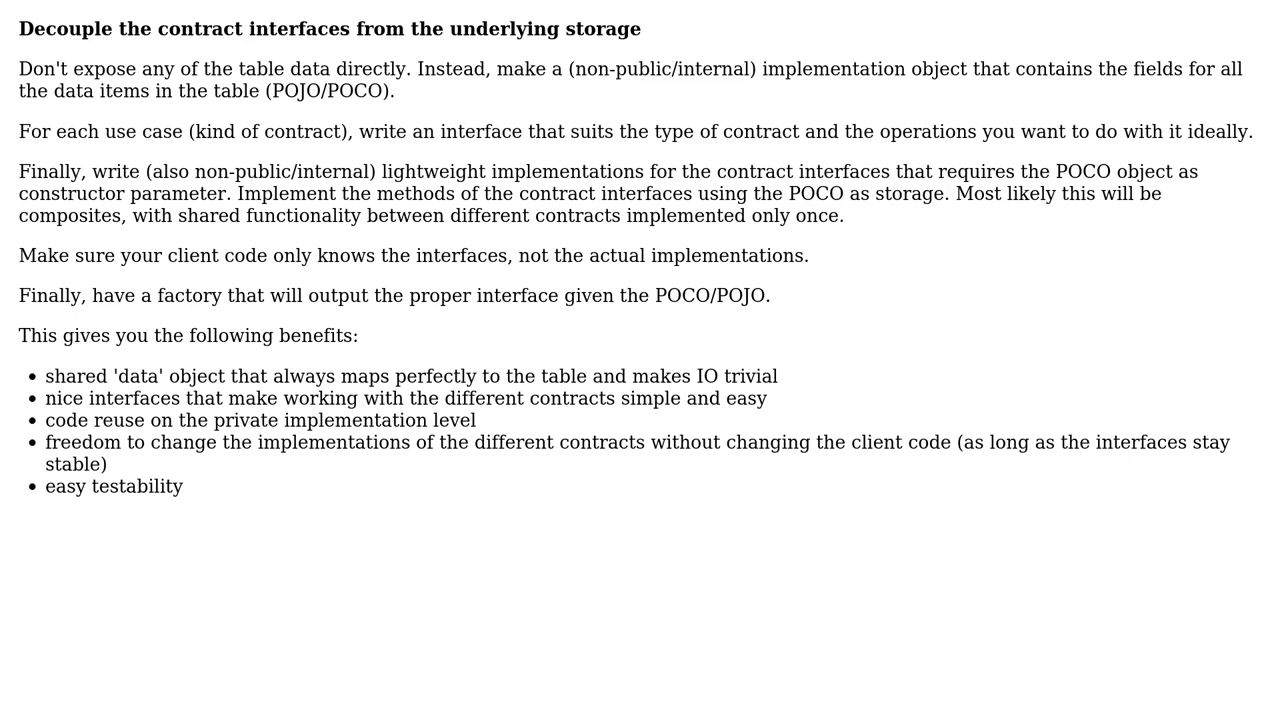 Decouple the contract interfaces from the underlying storage
Don't expose any of the table data directly. Instead, make a (non-public/internal) implementation object that contains the fields for all
the data items in the table (POJO/POCO).
For each use case (kind of contract), write an interface that suits the type of contract and the operations you want to do with it ideally.
Finally, write (also non-public/internal) lightweight implementations for the contract interfaces that requires the POCO object as
constructor parameter. Implement the methods of the contract interfaces using the POCO as storage. Most likely this will be
composites, with shared functionality between different contracts implemented only once.
Make sure your client code only knows the interfaces, not the actual implementations.
Finally, have a factory that will output the proper interface given the POCO/POJO.
This gives you the following benefits:
• shared 'data' object that always maps perfectly to the table and makes IO trivial
• nice interfaces that make working with the different contracts simple and easy
• code reuse on the private implementation level
• freedom to change the implementations of the different contracts without changing the client code (as long as the interfaces stay
stable)
• easy testability